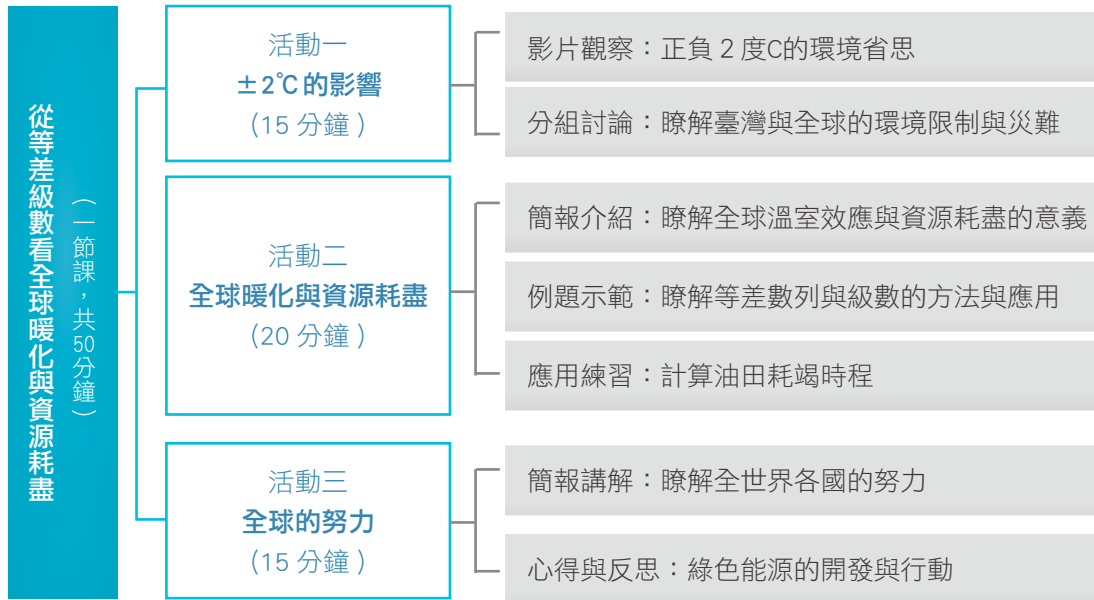 從等差級數看全球暖化與資源耗盡
（一節課，共50分鐘）
活動一
±2℃的影響
（15 分鐘）
影片觀察：正負 2 度C的環境省思
分組討論：瞭解臺灣與全球的環境限制與災難
活動二
全球暖化與資源耗盡
（20 分鐘）
簡報介紹：瞭解全球溫室效應與資源耗盡的意義
例題示範：瞭解等差數列與級數的方法與應用
應用練習：計算油田耗竭時程
活動三
全球的努力
（15 分鐘）
簡報講解：瞭解全世界各國的努力
心得與反思：綠色能源的開發與行動